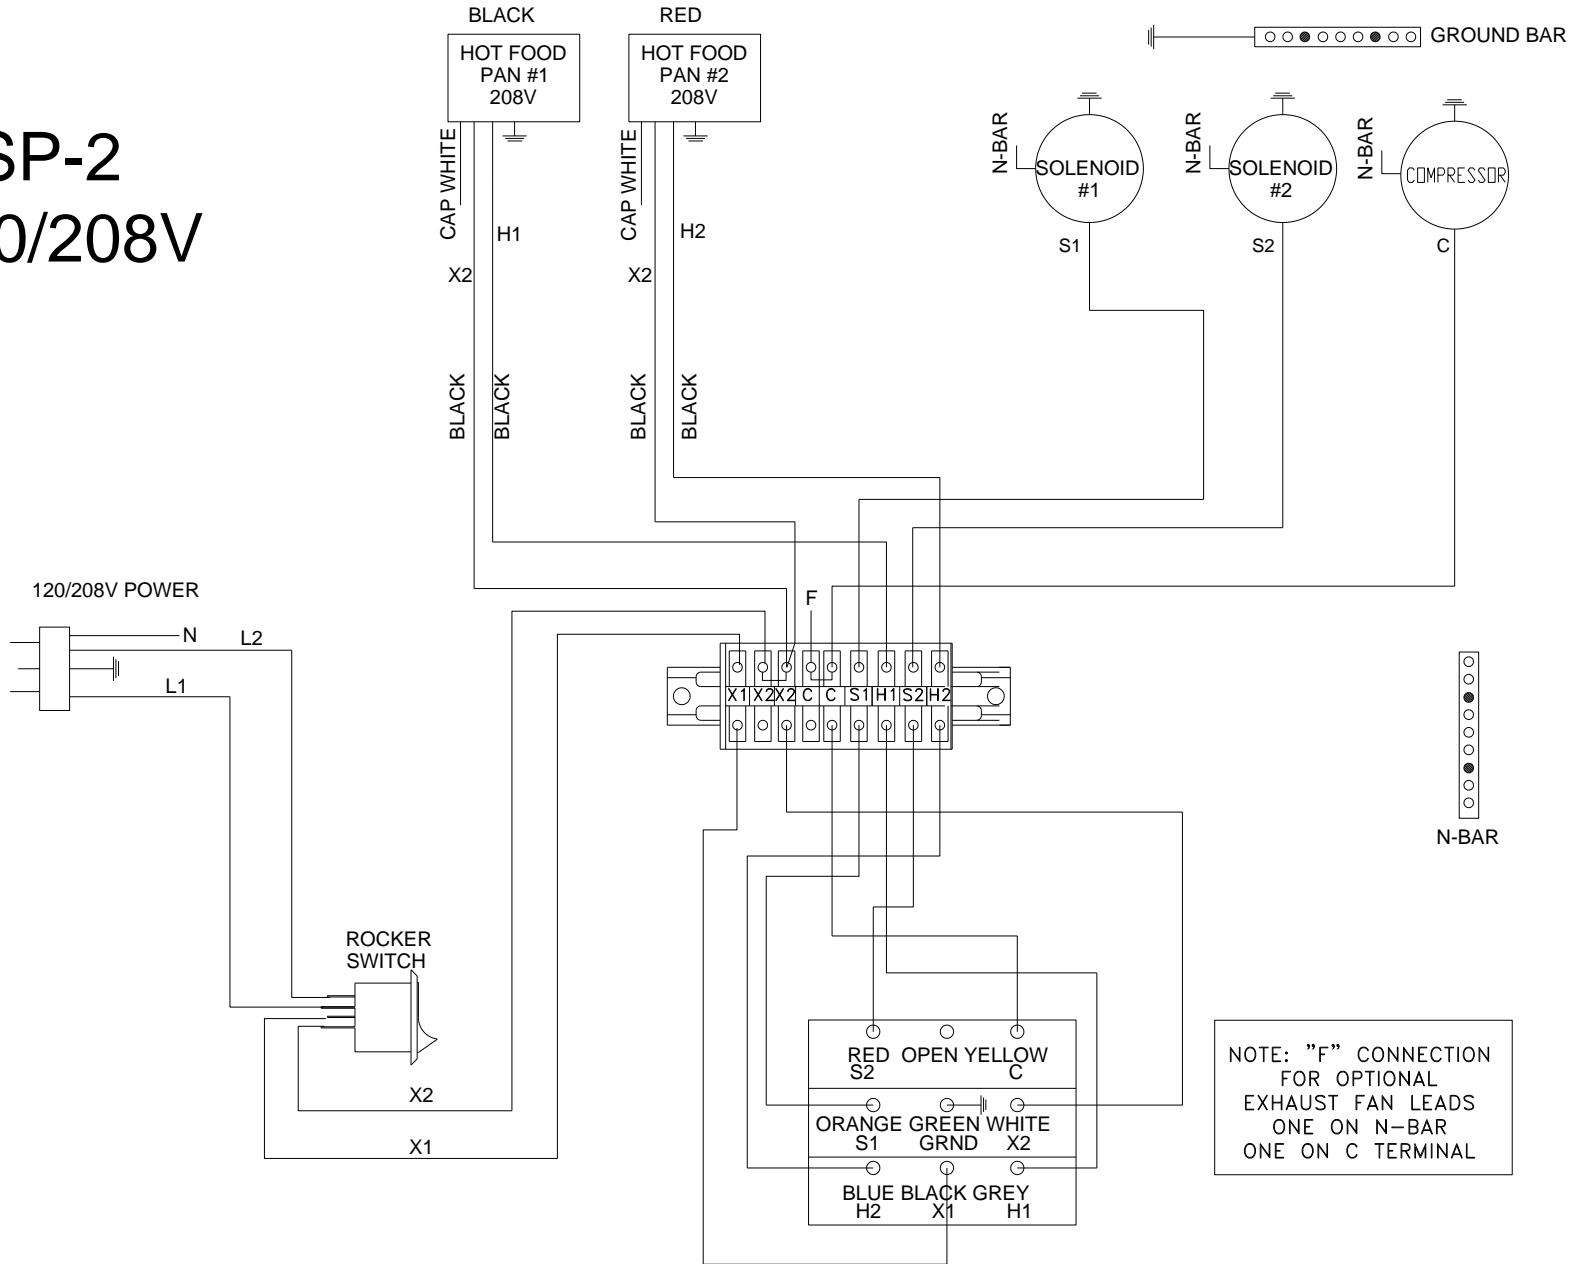 BLACK
RED
HOT FOOD
PAN #1
208V
HOT FOOD
PAN #2
208V
GROUND BAR
SP-2
0/208V
CAP WHITE
H1
X2
BLACK
BLACK
CAP WHITE
H2
X2
BLACK
BLACK
N-BAR
SOLENOID
#1
S1
N-BAR
SOLENOID
#2
S2
N-BAR
COMPRESSOR
C
120/208V POWER
N
L2
L1
F
X1 X2 X2 C C S1 H1 S2 H2
N-BAR
ROCKER
SWITCH
X2
X1
RED OPEN YELLOW
S2 C
ORANGE GREEN WHITE
S1 GRND X2
BLUE BLACK GREY
H2 X1 H1
NOTE: "F" CONNECTION
FOR OPTIONAL
EXHAUST FAN LEADS
ONE ON N-BAR
ONE ON C TERMINAL